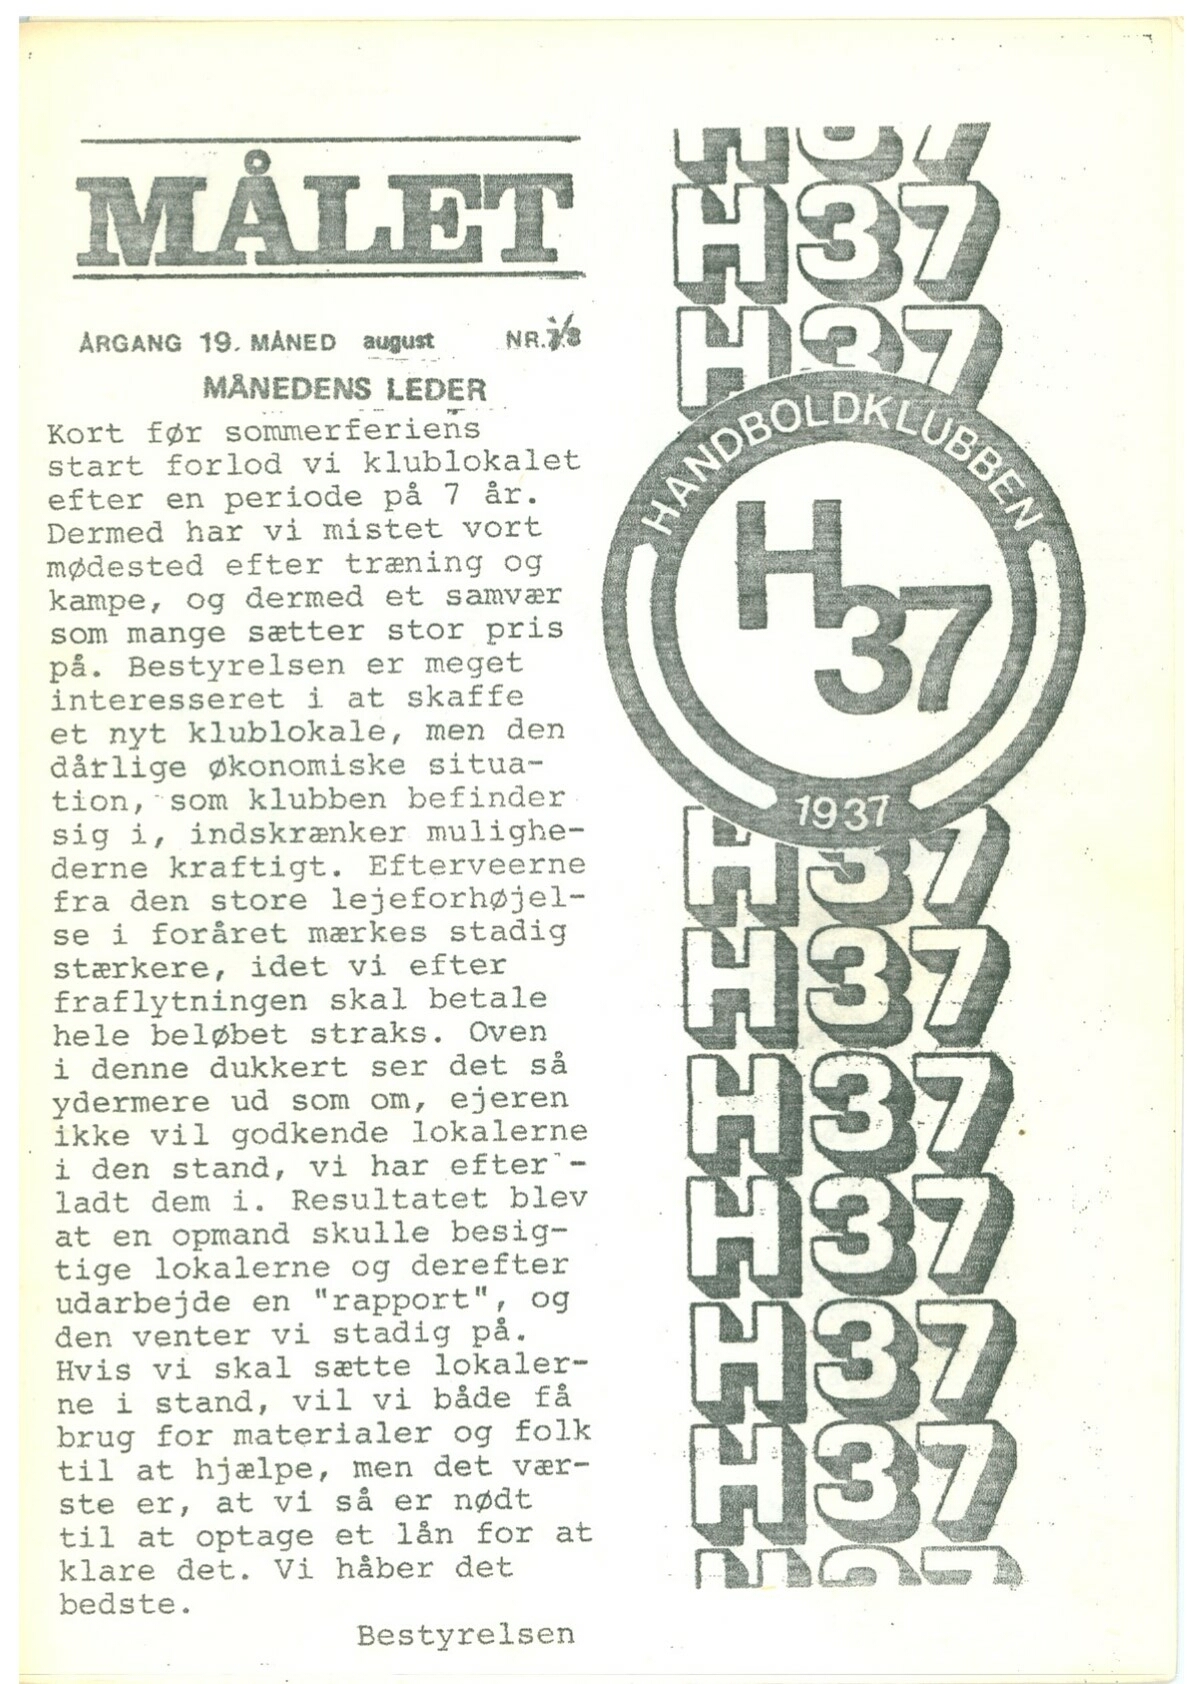 MÅLET
ÅRGANG 19. MÅNED august NR. 7/8
MÅNEDENS LEDER
Kort før sommerferiens
start forlod vi klublokalet
efter en periode på 7 år.
Dermed har vi mistet vort
mødested efter træning og
kampe, og dermed et samvær
som mange sætter stor pris
på. Bestyrelsen er meget
interesseret i at skaffe
et nyt klublokale, men den
dårlige økonomiske situa-
tion, som klubben befinder
sig i, indskrænker mulighe-
derne kraftigt. Efterveerne
fra den store lejeforhøjel-
se i foråret mærkes stadig
stærkere, idet vi efter
fraflytningen skal betale
hele beløbet straks. Oven
i denne dukkert ser det så
ydermere ud som om, ejeren
ikke vil godkende lokalerne
i den stand, vi har efter-
ladt dem i. Resultatet blev
at en opmand skulle besig-
tige lokalerne og derefter
udarbejde en "rapport", og
den venter vi stadig på.
Hvis vi skal sætte lokaler-
ne i stand, vil vi både få
brug for materialer og folk
til at hjælpe, men det vær-
ste er, at vi så er nødt
til at optage et lån for at
klare det. Vi håber det
bedste.
Bestyrelsen
H37
H37
H37
HANDBOLDKLUBBEN
H37
1937
H37
H37
H37
H37
H37
H37
H37